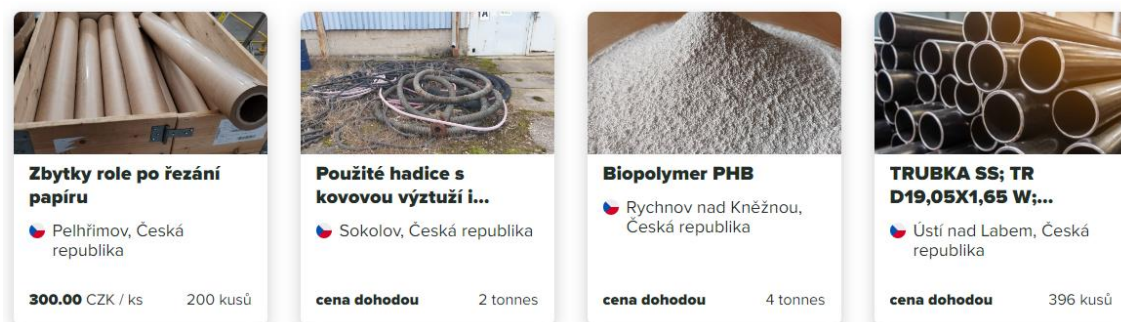 Zbytky role po řezání
papíru
Pelhřimov, Česká
republika
300.00 CZK / ks
200 kusů
Použité hadice s
kovovou výztuží i...
Sokolov, Česká republika
cena dohodou
2 tonnes
Biopolymer PHB
Rychnov nad Kněžnou,
Česká republika
cena dohodou
4 tonnes
TRUBKA SS; TR
D19,05X1,65 W;...
Ústí nad Labem, Česká
republika
cena dohodou
396 kusů